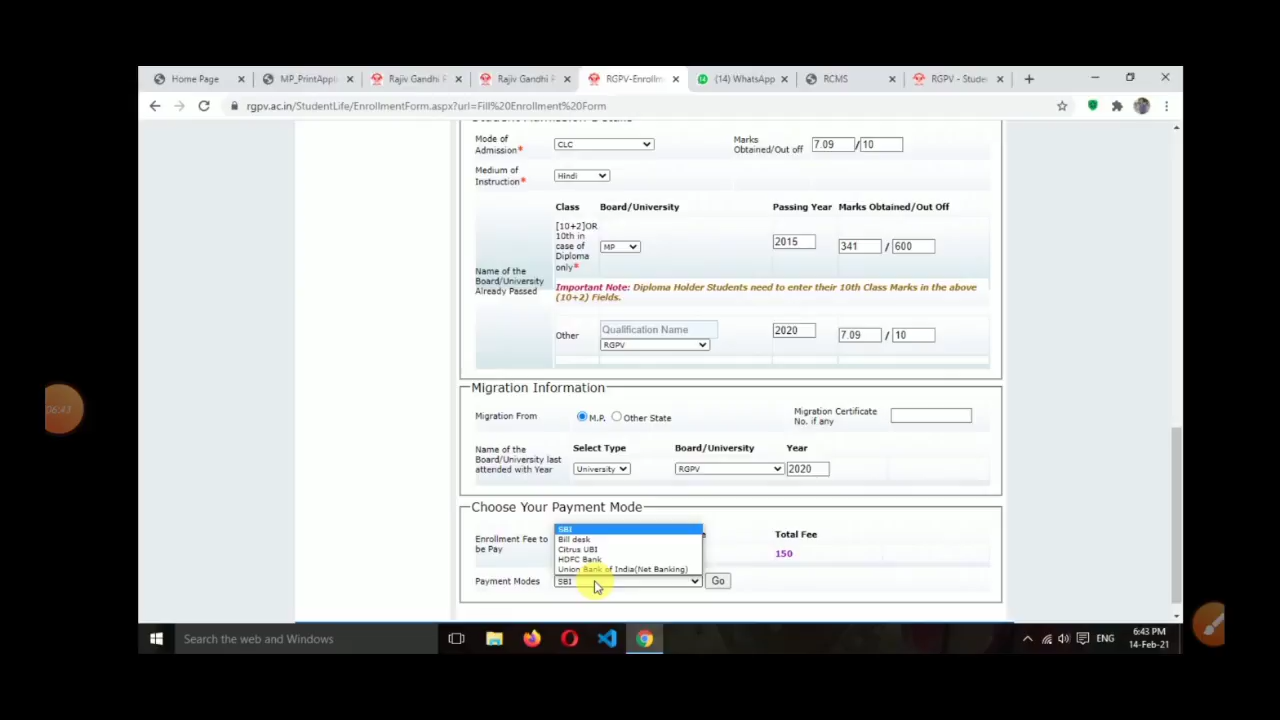 Home Page
MP_PrintAppl
Rajiv Gandhi P
Rajiv Gandhi P
RGPV-Enrollm
(14) WhatsApp
RCMS
RGPV - Stude
rgpv.ac.in/StudentLife/EnrollmentForm.aspx?url=Fill%20Enrollment%20Form
Mode of Admission* CLC Marks Obtained/Out off 7.09 / 10
Medium of Instruction* Hindi
Class Board/University Passing Year Marks Obtained/Out Off
[10+2]OR
10th in
case of
Diploma
only*
MP 2015 341 / 600
Name of the
Board/University
Already Passed
Important Note: Diploma Holder Students need to enter their 10th Class Marks in the above
(10+2) Fields.
Other Qualification Name 2020 7.09 / 10
RGPV
Migration Information
Migration From M.P. Other State Migration Certificate
No. if any
Name of the
Board/University last
attended with Year
Select Type Board/University Year
University RGPV 2020
Choose Your Payment Mode
Enrollment Fee to
be Pay
Total Fee
150
SBI
Bill desk
Citrus UBI
HDFC Bank
Union Bank of India(Net Banking)
Payment Modes SBI Go
06:43
Search the web and Windows
ENG
6:43 PM
14-Feb-21